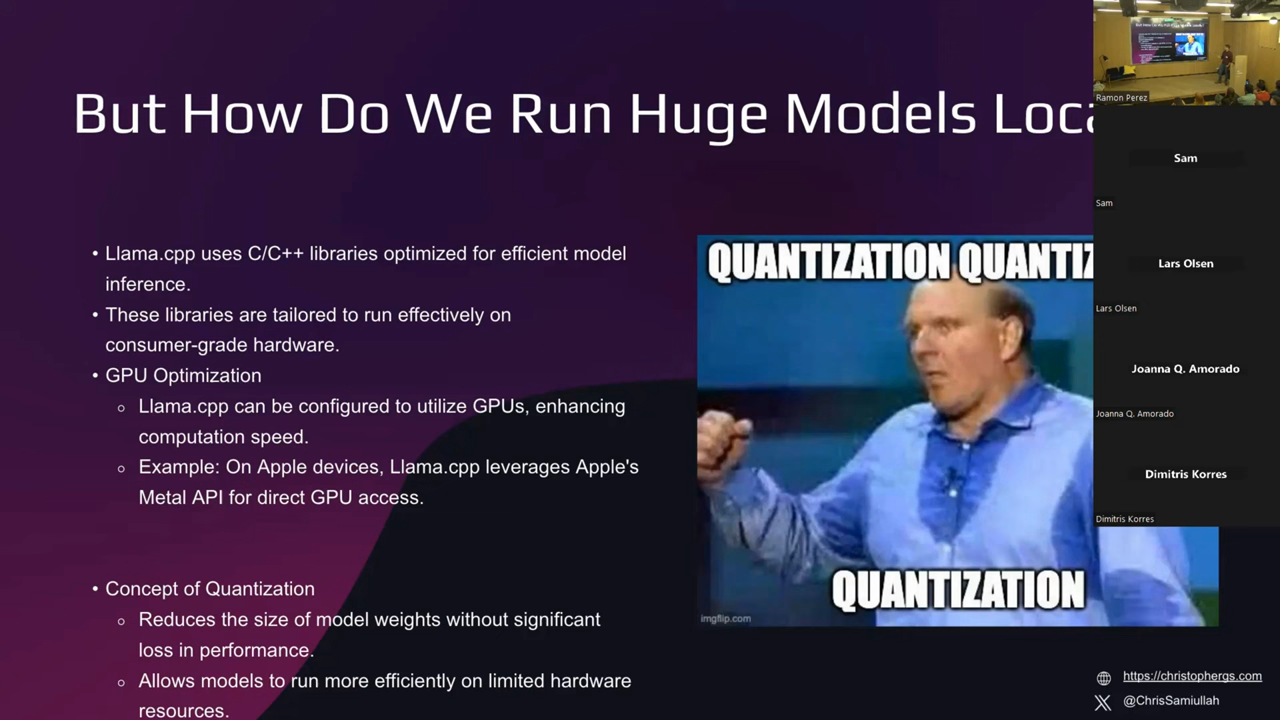 But How Do We Run Huge Models Loca
• Llama.cpp uses C/C++ libraries optimized for efficient model
inference.
• These libraries are tailored to run effectively on
consumer-grade hardware.
• GPU Optimization
○ Llama.cpp can be configured to utilize GPUs, enhancing
computation speed.
○ Example: On Apple devices, Llama.cpp leverages Apple's
Metal API for direct GPU access.
• Concept of Quantization
○ Reduces the size of model weights without significant
loss in performance.
○ Allows models to run more efficiently on limited hardware
resources.
QUANTIZATION QUANTIZ
QUANTIZATION
imgflip.com
https://christophergs.com
@ChrisSamiullah
Ramon Perez
Sam
Sam
Lars Olsen
Lars Olsen
Joanna Q. Amorado
Joanna Q. Amorado
Dimitris Korres
Dimitris Korres